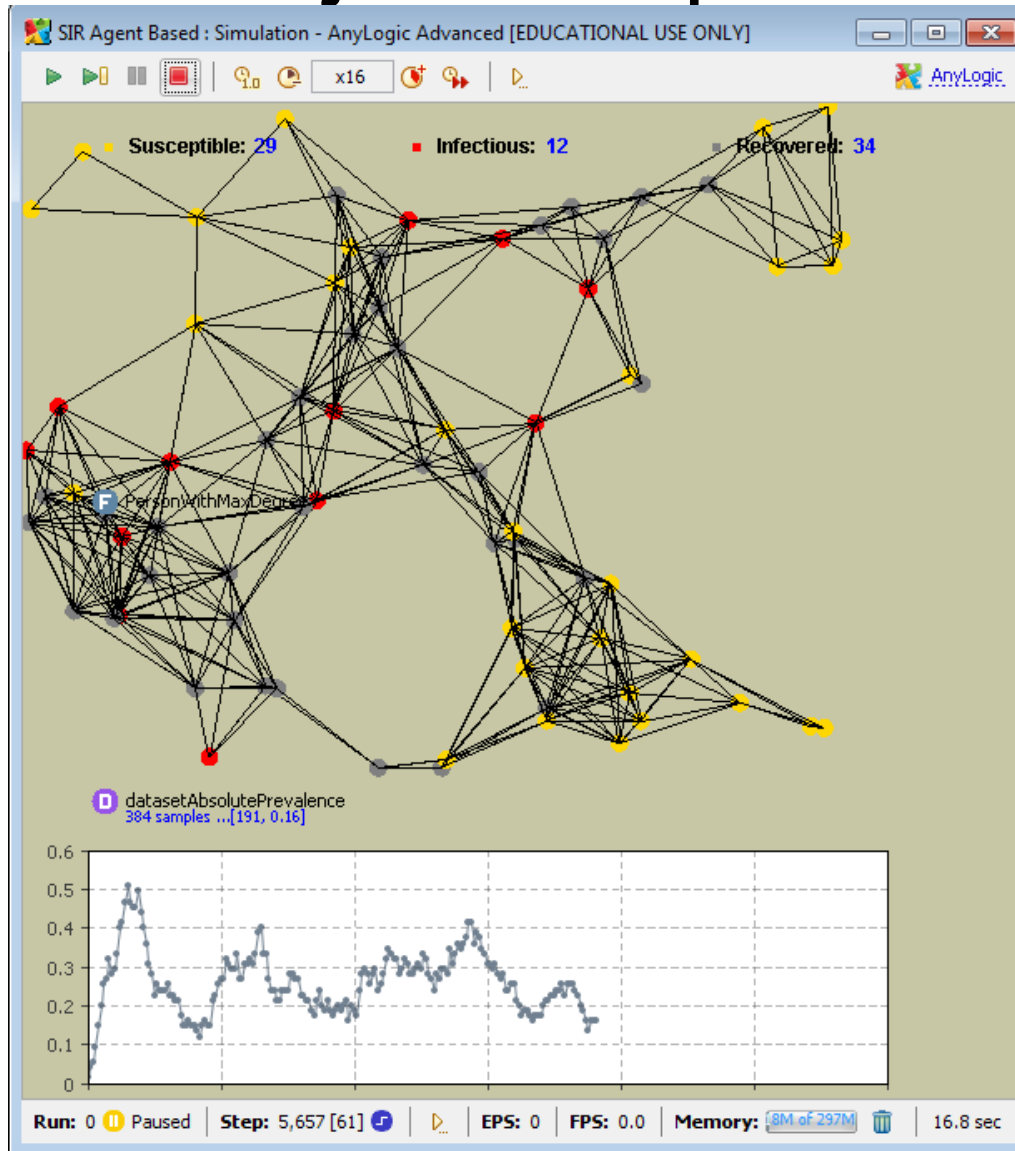 SIR Agent Based : Simulation - AnyLogic Advanced [EDUCATIONAL USE ONLY]
x16
AnyLogic
Susceptible: 29
Infectious: 12
Recovered: 34
F PersonWithMaxDegre
D datasetAbsolutePrevalence
384 samples ...[191, 0.16]
0.6
0.5
0.4
0.3
0.2
0.1
0
Run: 0 Paused
Step: 5,657 [61]
EPS: 0
FPS: 0.0
Memory: 8M of 297M
16.8 sec